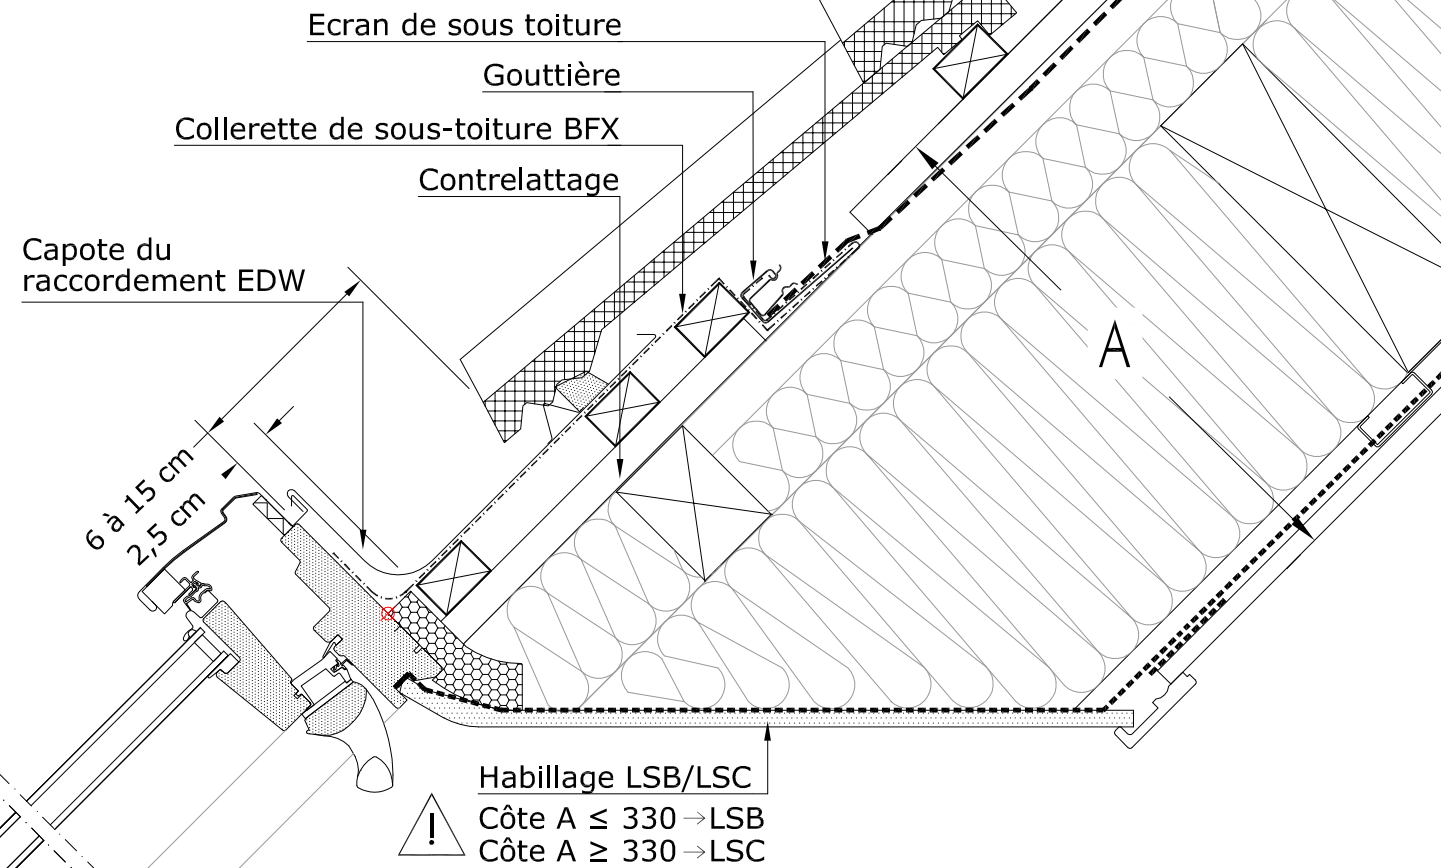 Ecran de sous toiture
Gouttière
Collerette de sous-toiture BFX
Contrelattage
Capote du
raccordement EDW
6 à 15 cm
2,5 cm
A
Habillage LSB/LSC
!
Côte A ≤ 330 →LSB
Côte A ≥ 330 →LSC